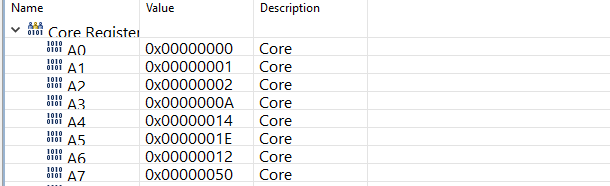 Name Value Description
Core Register
A0 0x00000000 Core
A1 0x00000001 Core
A2 0x00000002 Core
A3 0x0000000A Core
A4 0x00000014 Core
A5 0x0000001E Core
A6 0x00000012 Core
A7 0x00000050 Core